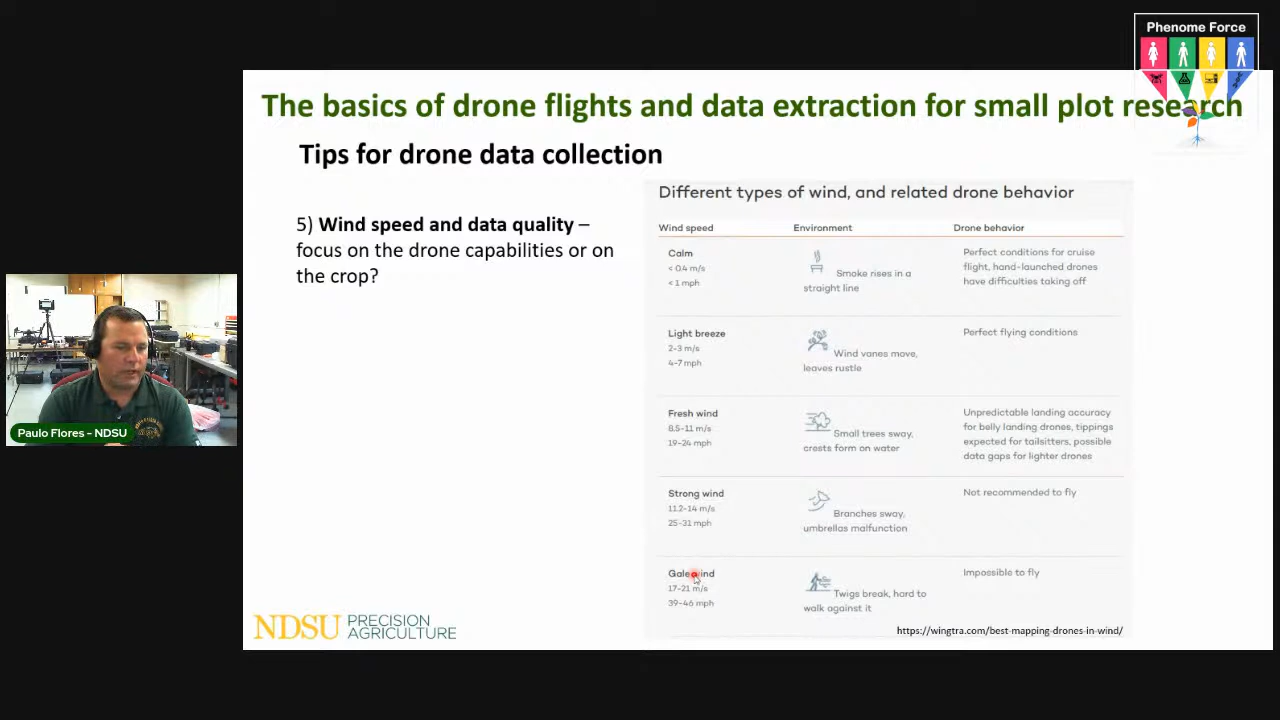 Phenome Force
The basics of drone flights and data extraction for small plot research
Tips for drone data collection
5) Wind speed and data quality –
focus on the drone capabilities or on
the crop?
Different types of wind, and related drone behavior
Wind speed Environment Drone behavior
Calm
< 0.4 m/s
< 1 mph
Smoke rises in a
straight line
Perfect conditions for cruise
flight, hand-launched drones
have difficulties taking off
Light breeze
2-3 m/s
4-7 mph
Wind vanes move,
leaves rustle
Perfect flying conditions
Fresh wind
8.5-11 m/s
19-24 mph
Small trees sway,
crests form on water
Unpredictable landing accuracy
for belly landing drones, tippings
expected for tailsitters, possible
data gaps for lighter drones
Strong wind
11.2-14 m/s
25-31 mph
Branches sway,
umbrellas malfunction
Not recommended to fly
Gale wind
17-21 m/s
39-46 mph
Twigs break, hard to
walk against it
Impossible to fly
https://wingtra.com/best-mapping-drones-in-wind/
NDSU PRECISION
AGRICULTURE
Paulo Flores - NDSU